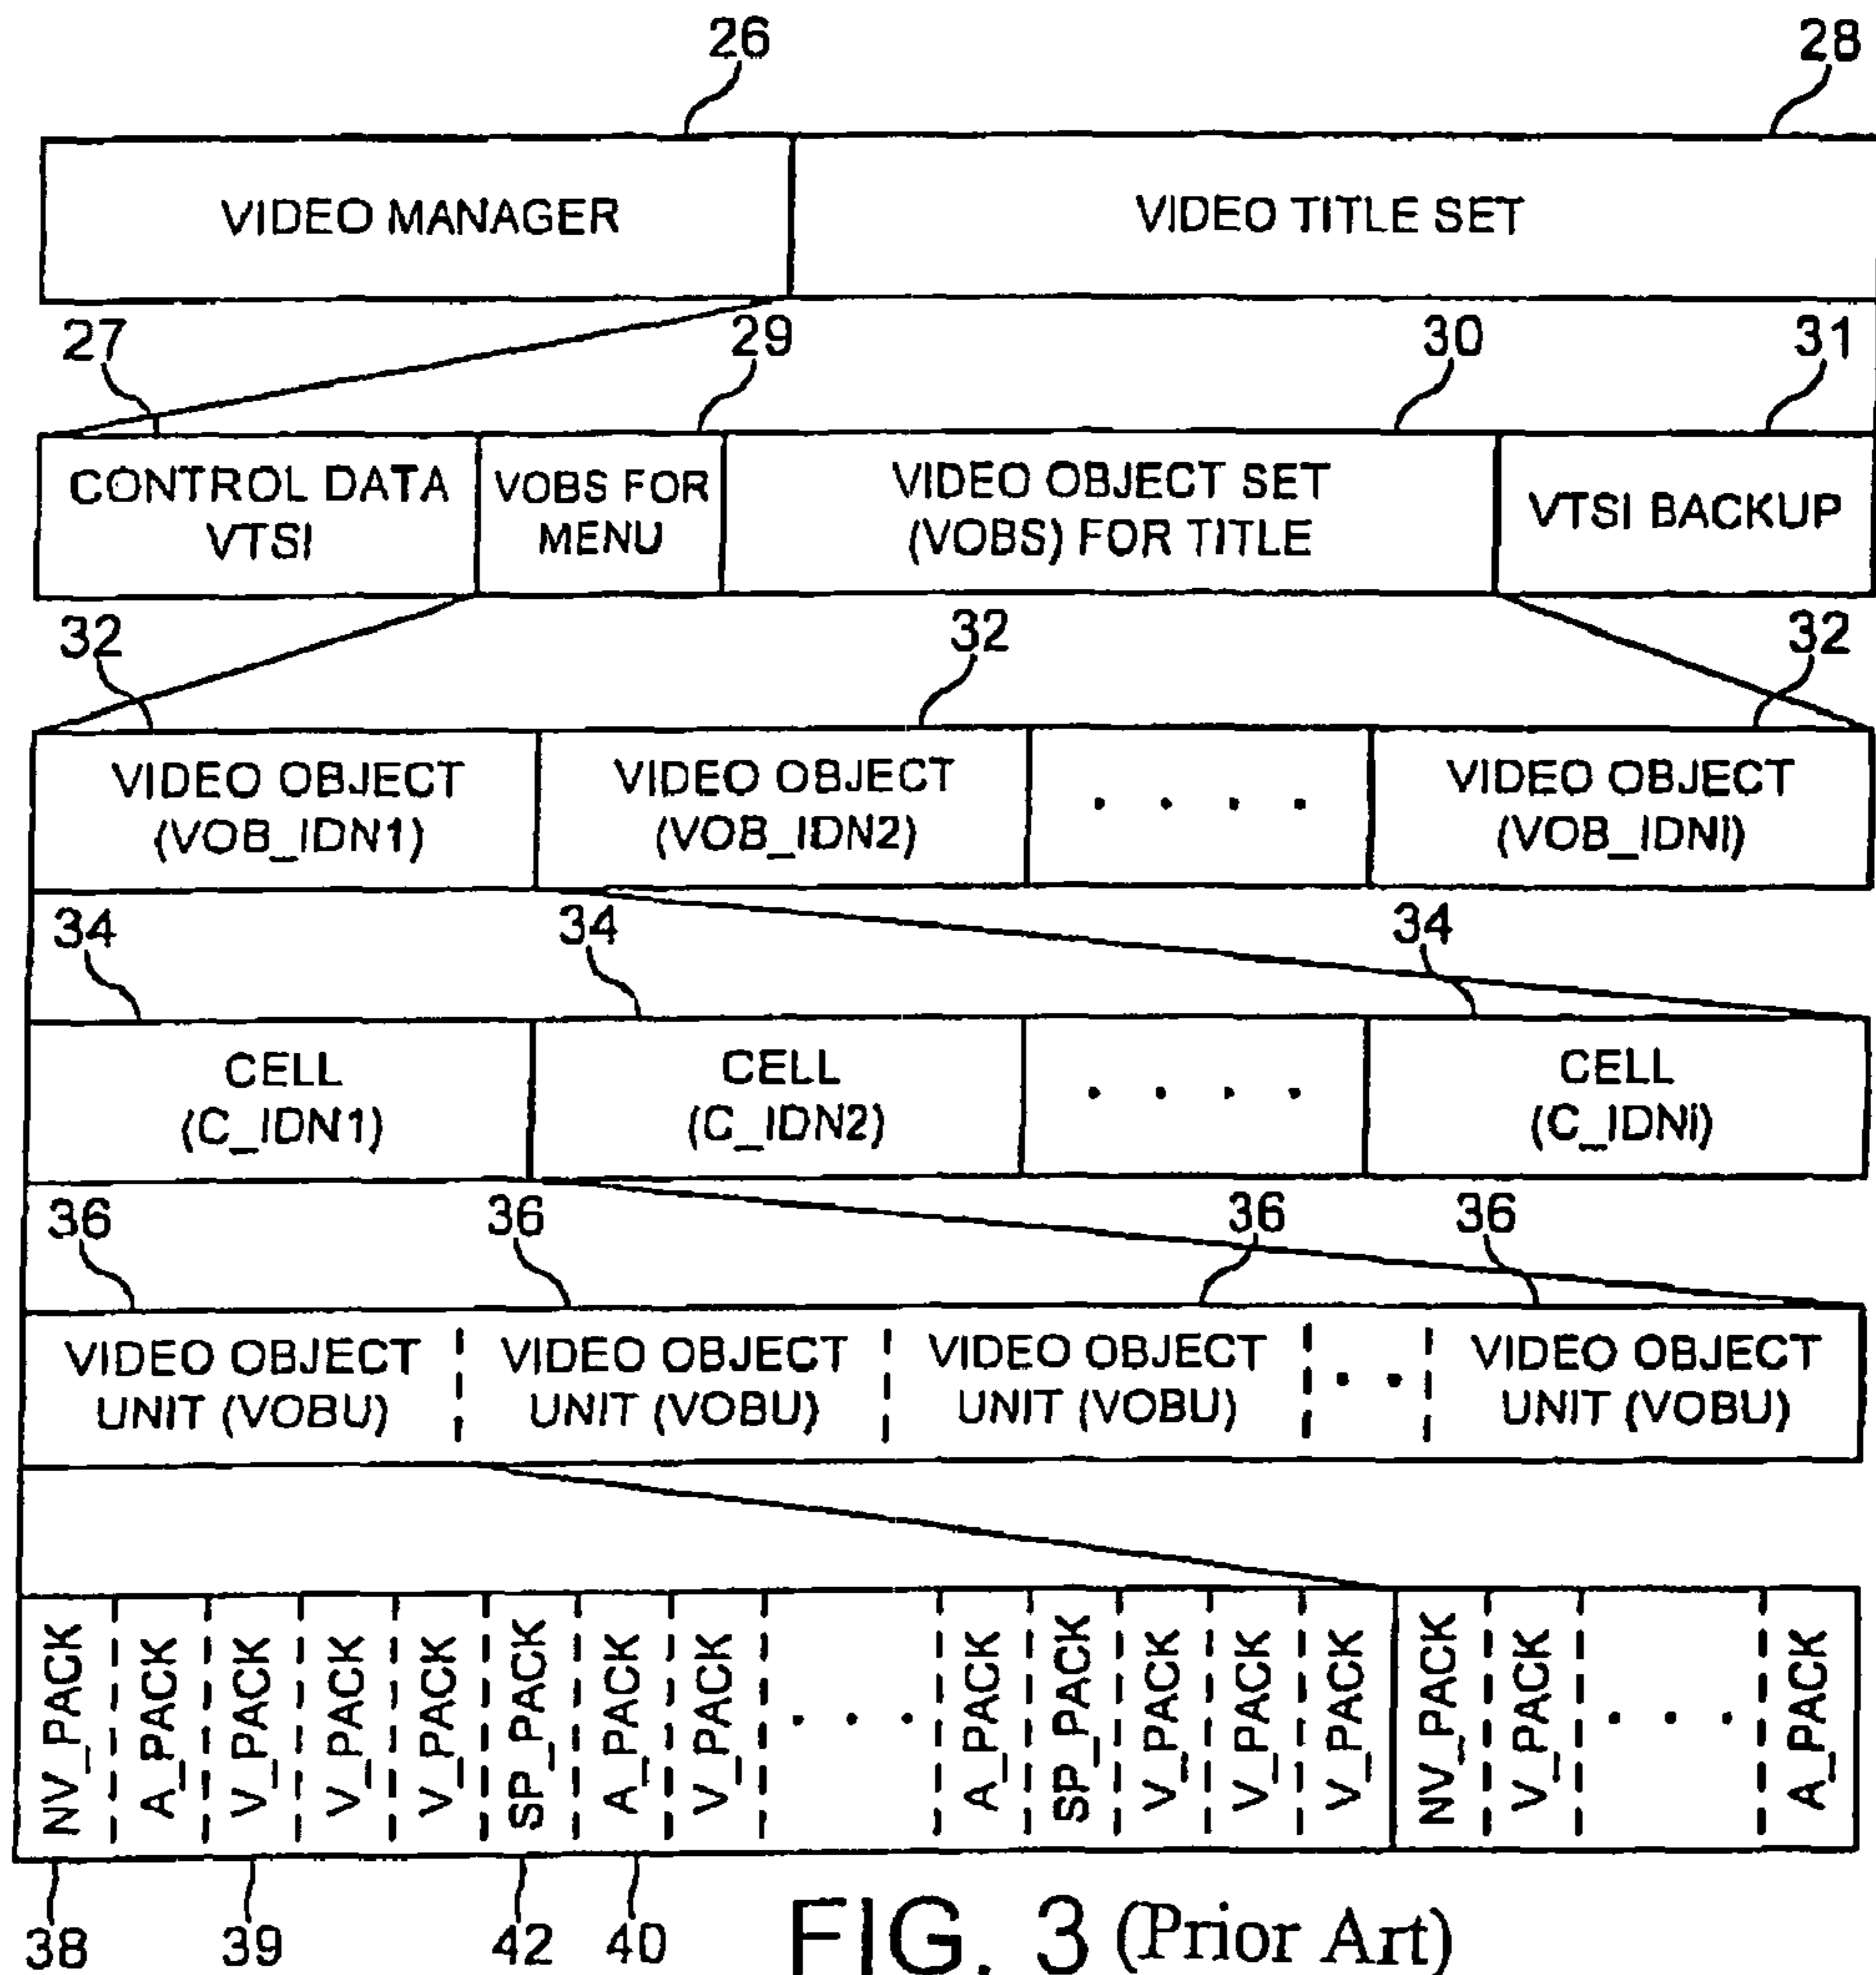 26 28
VIDEO MANAGER VIDEO TITLE SET
27 29 30 31
CONTROL DATA VTSI VOBS FOR MENU VIDEO OBJECT SET (VOBS) FOR TITLE VTSI BACKUP
32 32 32
VIDEO OBJECT (VOB_IDN1) VIDEO OBJECT (VOB_IDN2) . . . . VIDEO OBJECT (VOB_IDNI)
34 34 34
CELL (C_IDN1) CELL (C_IDN2) . . . . CELL (C_IDNi)
36 36 36 36
VIDEO OBJECT UNIT (VOBU) VIDEO OBJECT UNIT (VOBU) VIDEO OBJECT UNIT (VOBU) . . VIDEO OBJECT UNIT (VOBU)
NV_PACK A_PACK V_PACK V_PACK V_PACK SP_PACK A_PACK V_PACK . . . A_PACK SP_PACK V_PACK V_PACK V_PACK NV_PACK V_PACK . . . A_PACK
38 39 42 40
FIG. 3 (Prior Art)